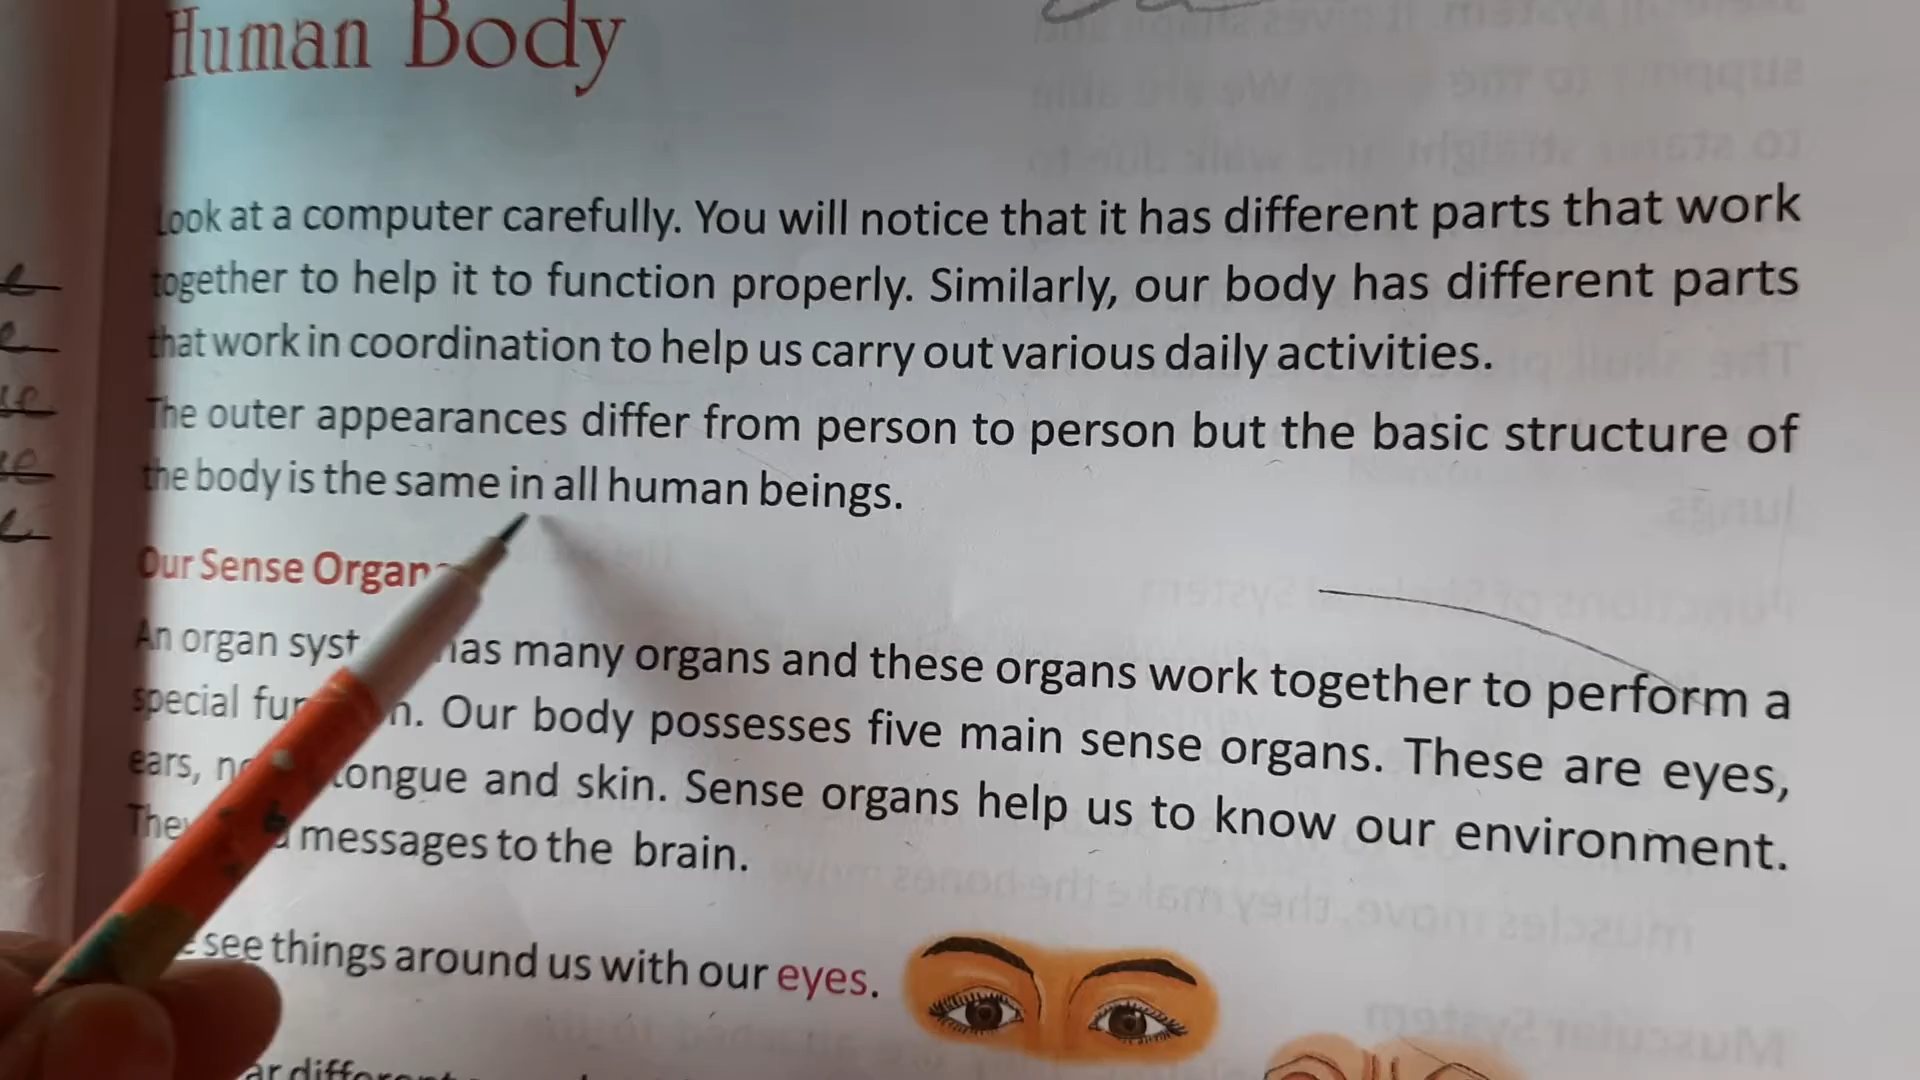 Human Body
Look at a computer carefully. You will notice that it has different parts that work
together to help it to function properly. Similarly, our body has different parts
that work in coordination to help us carry out various daily activities.
The outer appearances differ from person to person but the basic structure of
the body is the same in all human beings.
Our Sense Organ
An organ syst has many organs and these organs work together to perform a
special fun n. Our body possesses five main sense organs. These are eyes,
ears, tongue and skin. Sense organs help us to know our environment.
They messages to the brain.
see things around us with our eyes.